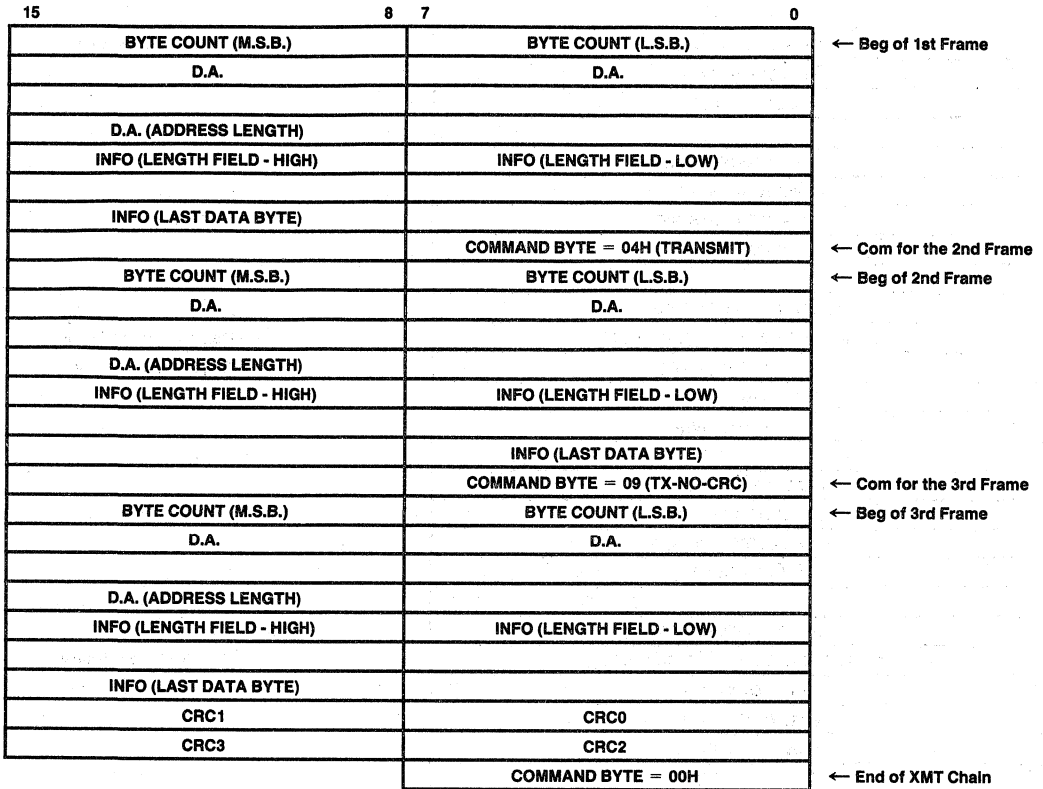 15 8 7 0
BYTE COUNT (M.S.B.) BYTE COUNT (L.S.B.) ← Beg of 1st Frame
D.A. D.A.
D.A. (ADDRESS LENGTH)
INFO (LENGTH FIELD - HIGH) INFO (LENGTH FIELD - LOW)
INFO (LAST DATA BYTE)
COMMAND BYTE = 04H (TRANSMIT) ← Com for the 2nd Frame
BYTE COUNT (M.S.B.) BYTE COUNT (L.S.B.) ← Beg of 2nd Frame
D.A. D.A.
D.A. (ADDRESS LENGTH)
INFO (LENGTH FIELD - HIGH) INFO (LENGTH FIELD - LOW)
INFO (LAST DATA BYTE)
COMMAND BYTE = 09 (TX-NO-CRC) ← Com for the 3rd Frame
BYTE COUNT (M.S.B.) BYTE COUNT (L.S.B.) ← Beg of 3rd Frame
D.A. D.A.
D.A. (ADDRESS LENGTH)
INFO (LENGTH FIELD - HIGH) INFO (LENGTH FIELD - LOW)
INFO (LAST DATA BYTE)
CRC1 CRC0
CRC3 CRC2
COMMAND BYTE = 00H ← End of XMT Chain